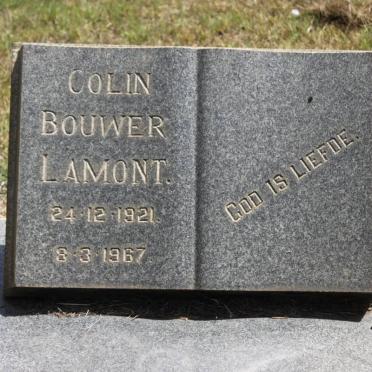 COLIN
BOUWER
LAMONT.
24·12·1921.
8·3·1967
GOD IS LIEFDE.